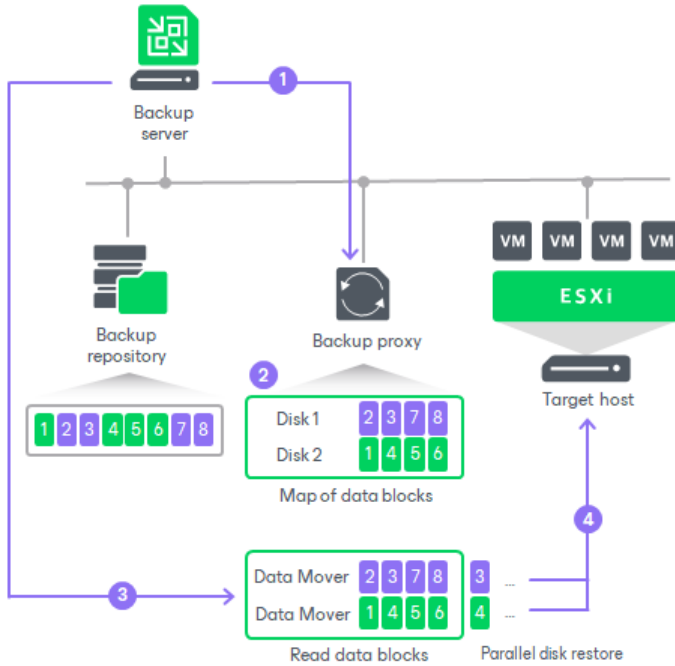 1
Backup
server
VM VM VM VM
ESXi
Backup
repository
Backup proxy
Target host
2
1 2 3 4 5 6 7 8
Disk 1 2 3 7 8
Disk 2 1 4 5 6
Map of data blocks
4
3
Data Mover 2 3 7 8 3 ...
Data Mover 1 4 5 6 4 ...
Read data blocks
Parallel disk restore